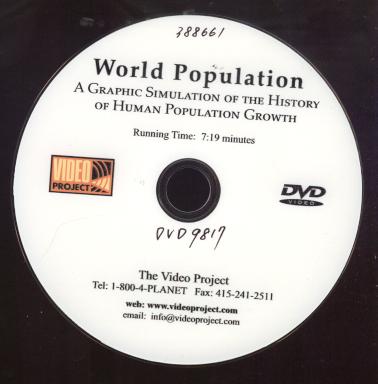 388661
World Population
A Graphic Simulation of the History
of Human Population Growth
Running Time: 7:19 minutes
VIDEO
PROJECT
DVD
VIDEO
DVD 9817
The Video Project
Tel: 1-800-4-PLANET Fax: 415-241-2511
web: www.videoproject.com
email: info@videoproject.com